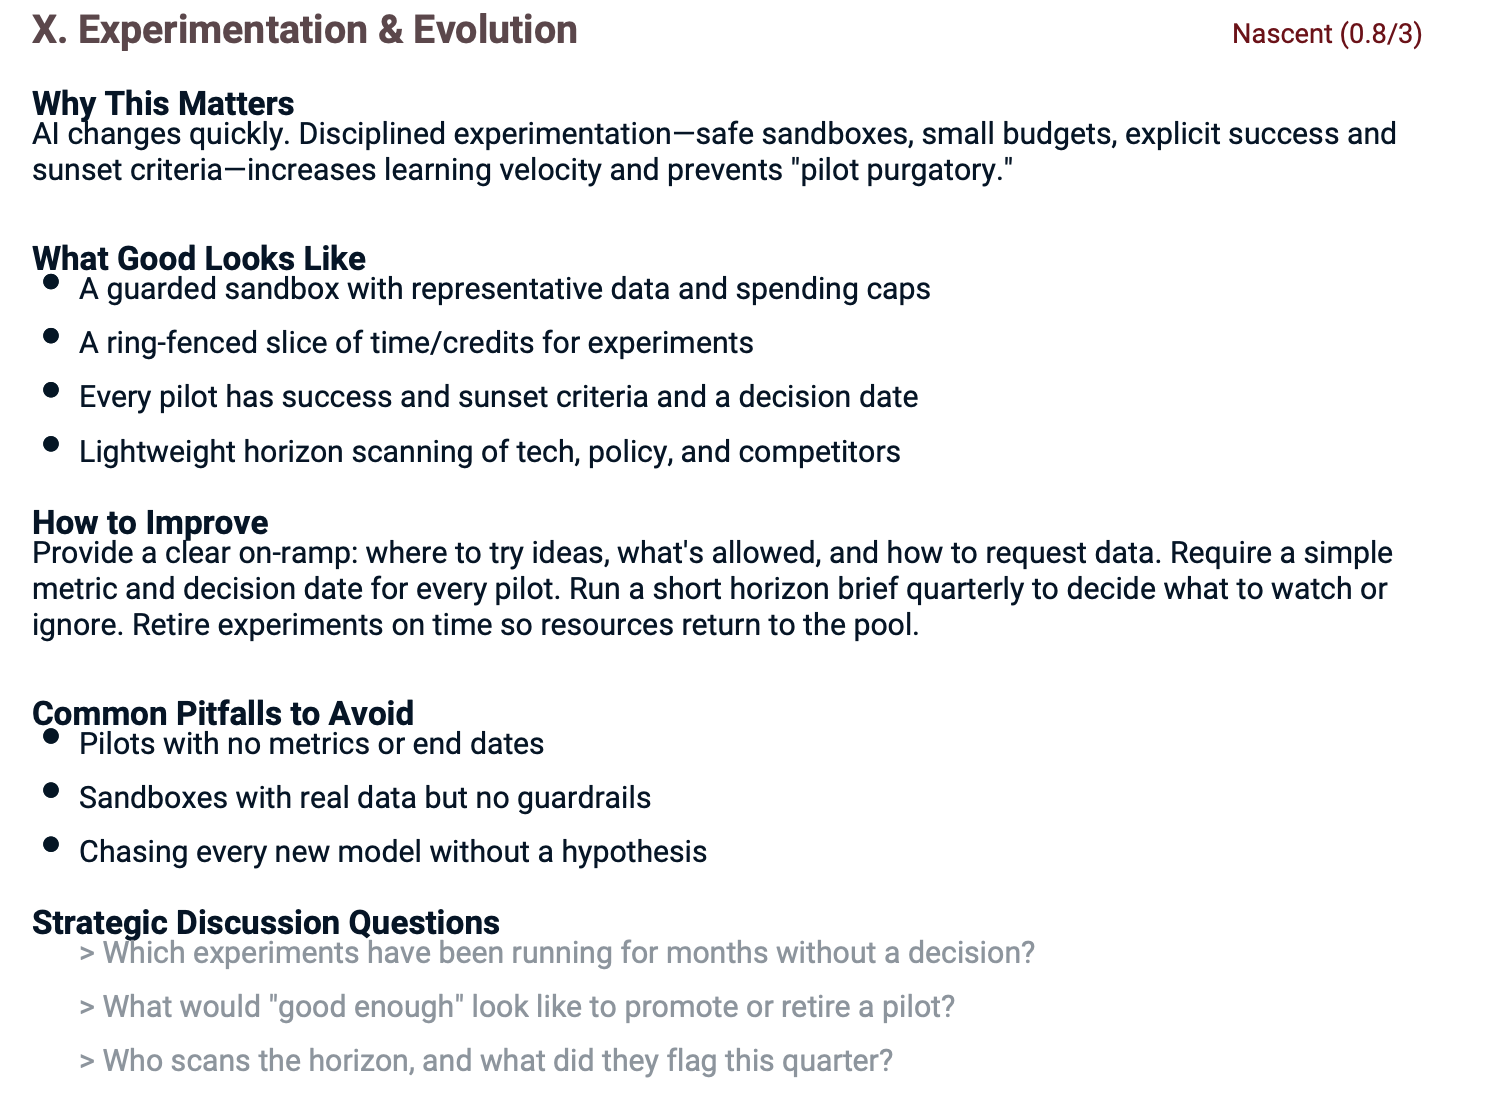 X. Experimentation & Evolution
Nascent (0.8/3)
Why This Matters
AI changes quickly. Disciplined experimentation—safe sandboxes, small budgets, explicit success and
sunset criteria—increases learning velocity and prevents "pilot purgatory."
What Good Looks Like
● A guarded sandbox with representative data and spending caps
● A ring-fenced slice of time/credits for experiments
● Every pilot has success and sunset criteria and a decision date
● Lightweight horizon scanning of tech, policy, and competitors
How to Improve
Provide a clear on-ramp: where to try ideas, what's allowed, and how to request data. Require a simple
metric and decision date for every pilot. Run a short horizon brief quarterly to decide what to watch or
ignore. Retire experiments on time so resources return to the pool.
Common Pitfalls to Avoid
● Pilots with no metrics or end dates
● Sandboxes with real data but no guardrails
● Chasing every new model without a hypothesis
Strategic Discussion Questions
> Which experiments have been running for months without a decision?
> What would "good enough" look like to promote or retire a pilot?
> Who scans the horizon, and what did they flag this quarter?